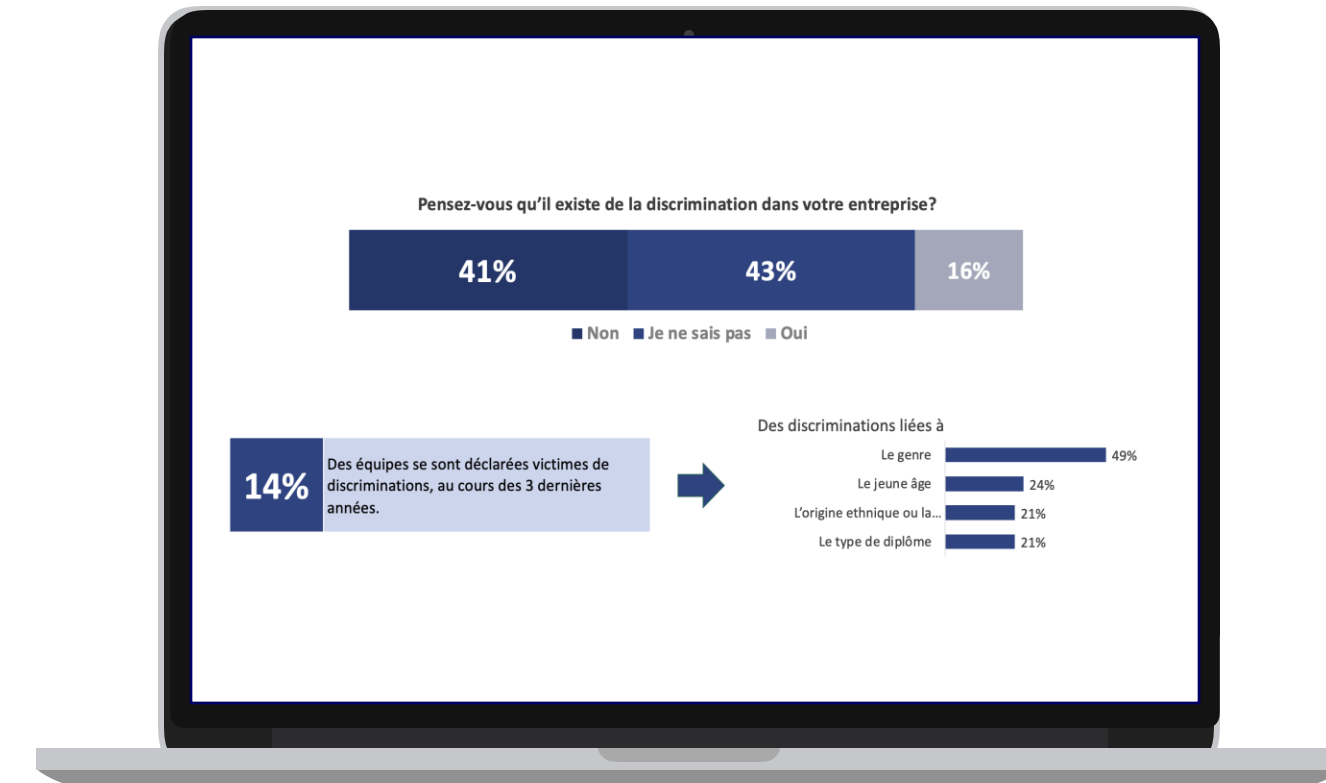 Pensez-vous qu’il existe de la discrimination dans votre entreprise?
41% 43% 16%
Non Je ne sais pas Oui
14%
Des équipes se sont déclarées victimes de
discriminations, au cours des 3 dernières
années.
Des discriminations liées à
Le genre 49%
Le jeune âge 24%
L’origine ethnique ou la... 21%
Le type de diplôme 21%